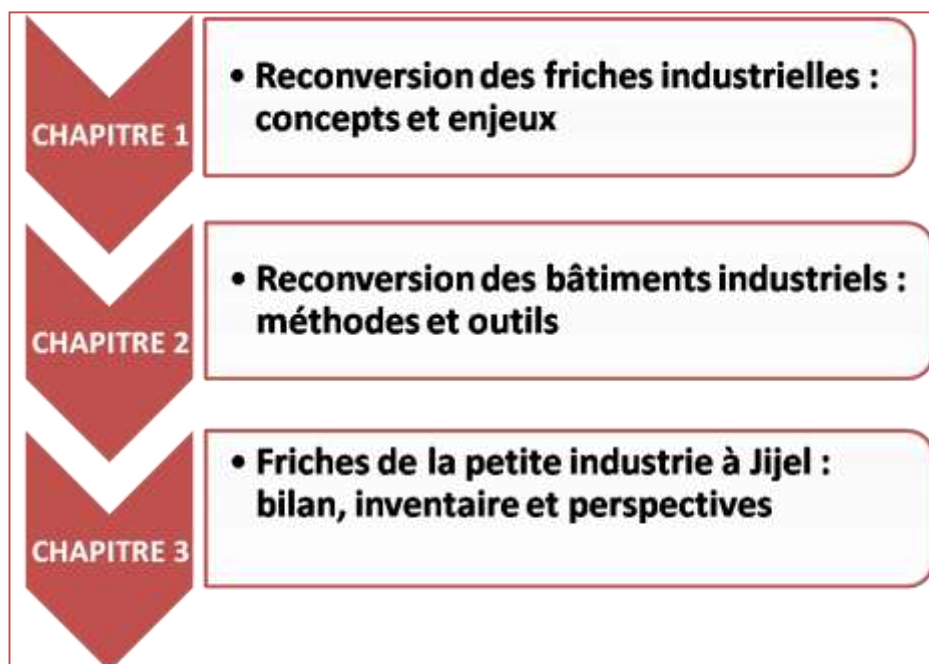 CHAPITRE 1
• Reconversion des friches industrielles :
concepts et enjeux
CHAPITRE 2
• Reconversion des bâtiments industriels :
méthodes et outils
CHAPITRE 3
• Friches de la petite industrie à Jijel :
bilan, inventaire et perspectives